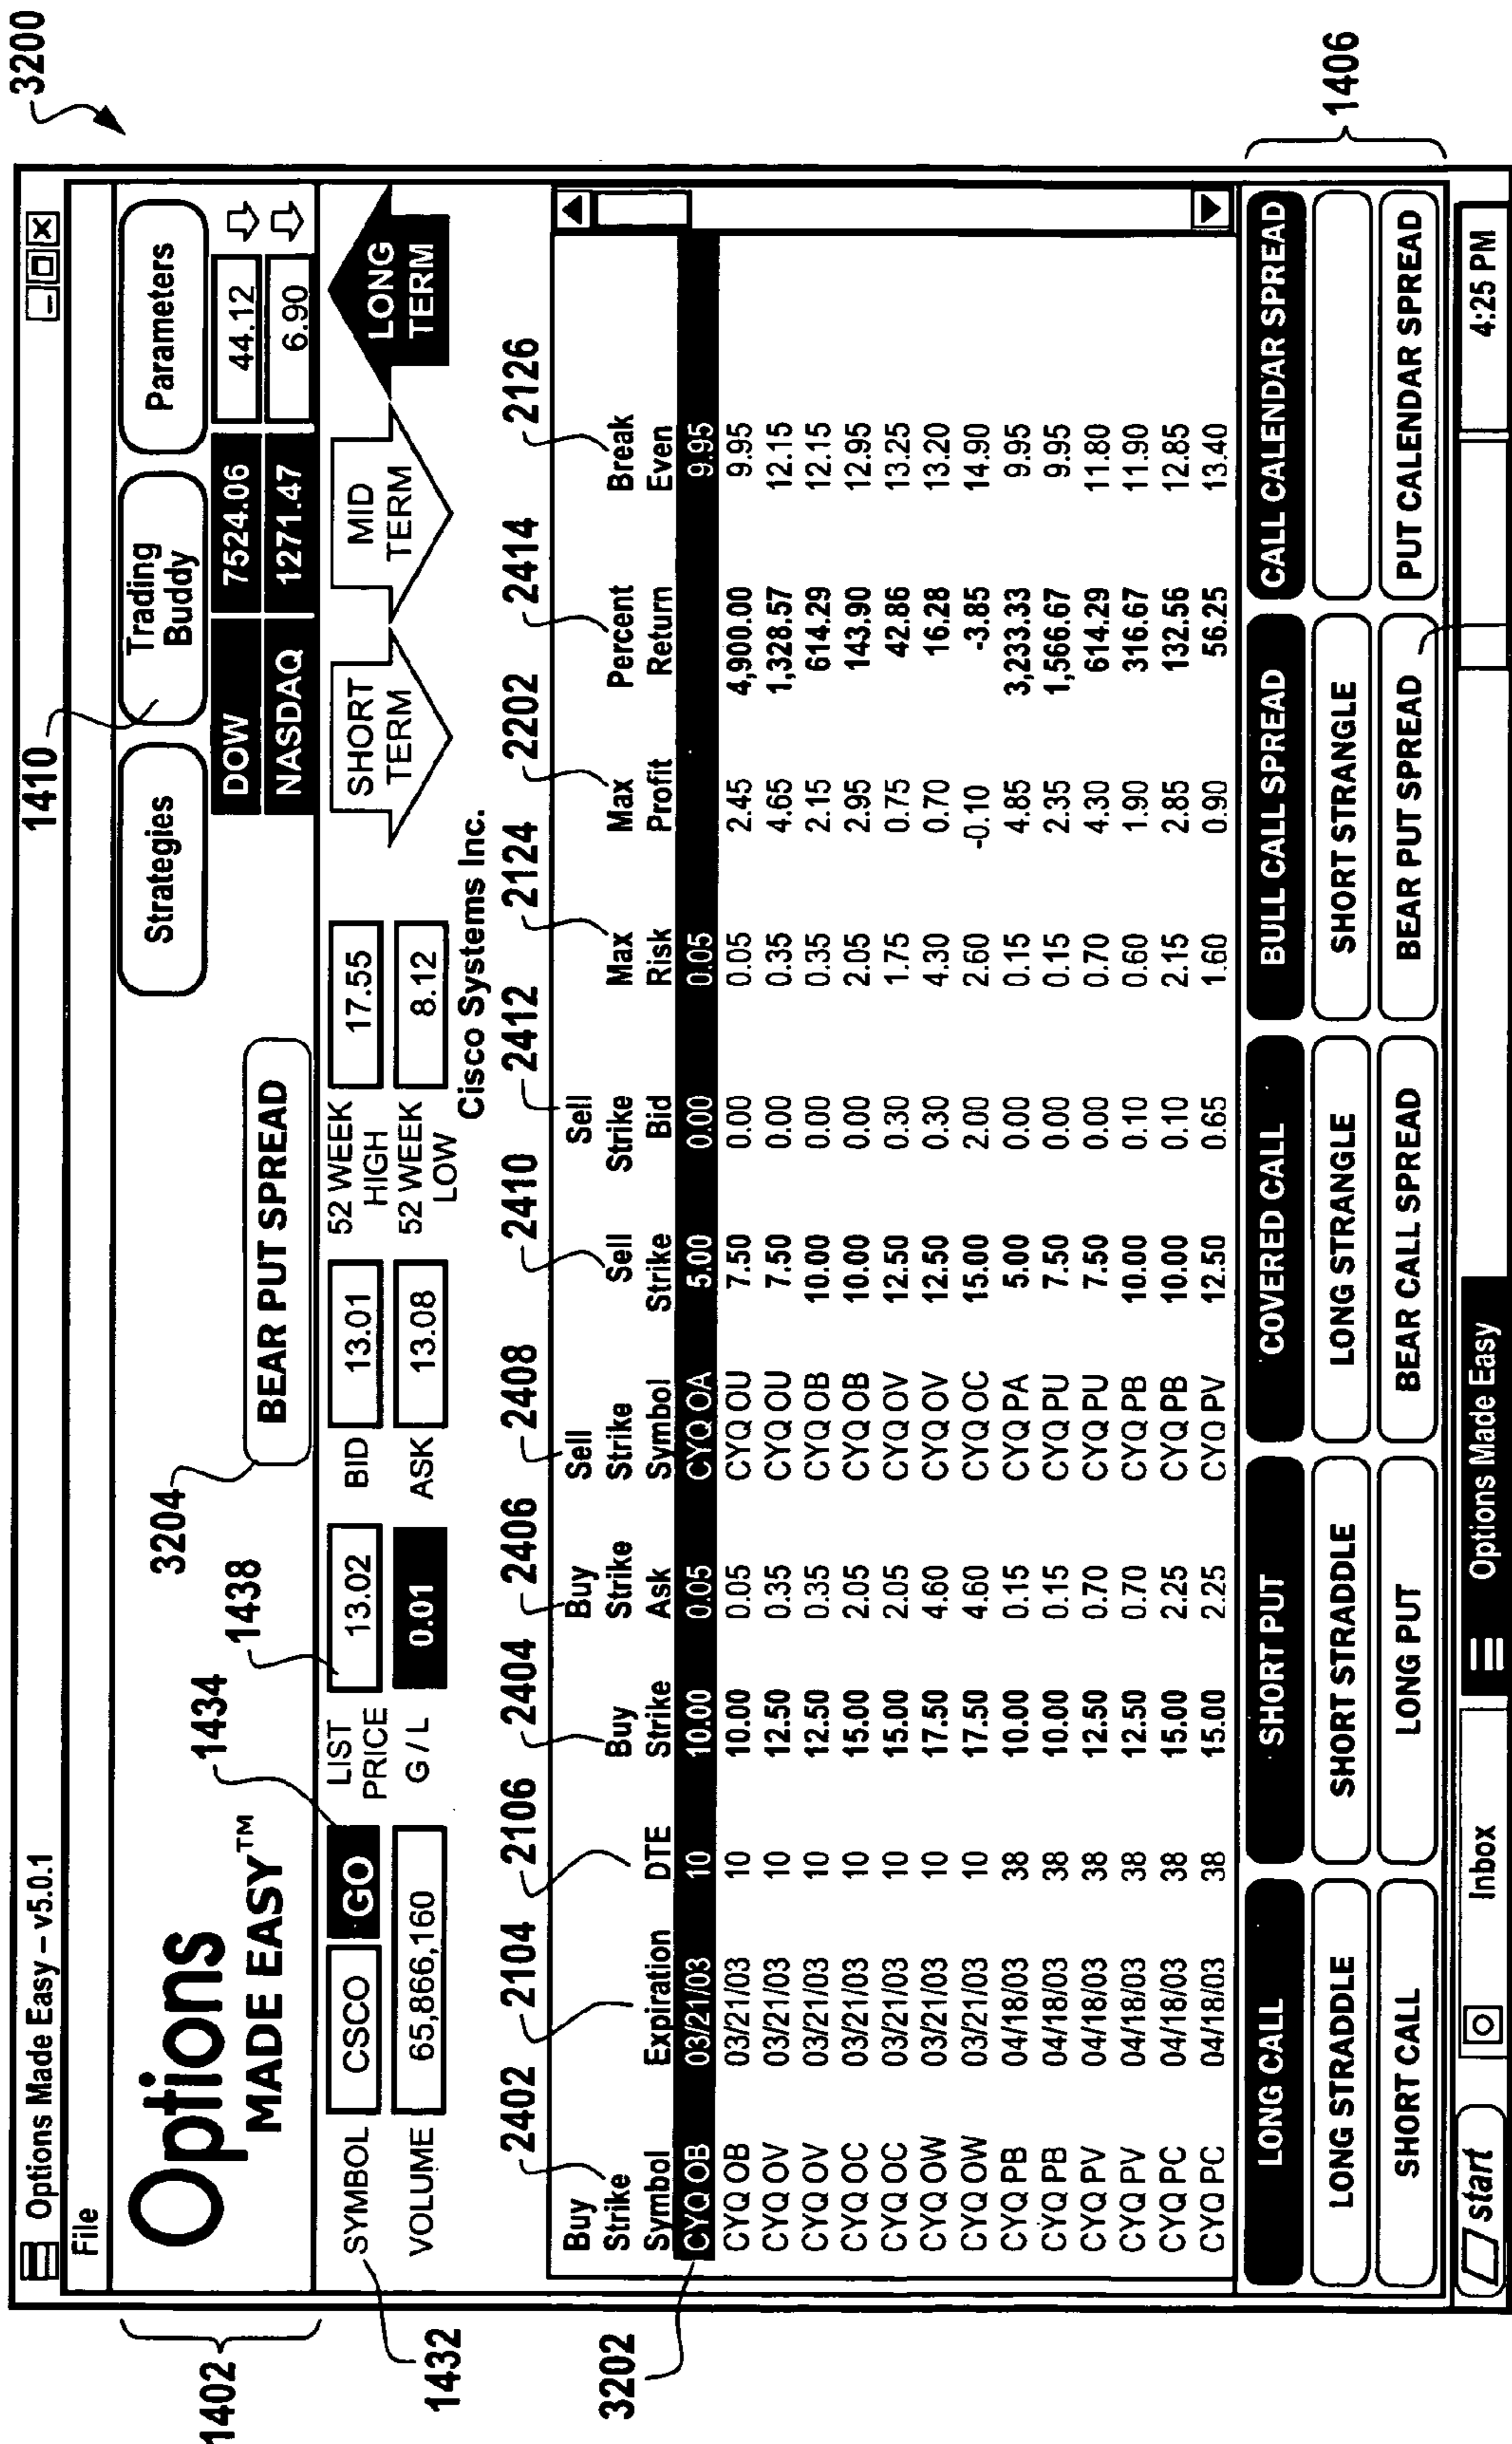 3200
1410
Options Made Easy – v5.0.1
File
1402
Options
MADE EASY™
3204
BEAR PUT SPREAD
Strategies
Trading
Buddy
Parameters
DOW 7524.06 44.12
NASDAQ 1271.47 6.90
1432
SYMBOL CSCO GO
1434
1438
LIST
PRICE 13.02
BID 13.01
52 WEEK
HIGH 17.55
VOLUME 65,866,160
G / L 0.01
ASK 13.08
52 WEEK
LOW 8.12
SHORT
TERM
MID
TERM
LONG
TERM
Cisco Systems Inc.
2402 2104 2106 2404 2406 2408 2410 2412 2124 2202 2414 2126
Buy
Strike
Symbol
Expiration
DTE
Buy
Strike
Buy
Strike
Ask
Sell
Strike
Symbol
Sell
Strike
Sell
Strike
Bid
Max
Risk
Max
Profit
Percent
Return
Break
Even
3202
CYQ OB 03/21/03 10 10.00 0.05 CYQ OA 5.00 0.00 0.05 9.95
CYQ OB 03/21/03 10 10.00 0.05 CYQ OU 7.50 0.00 0.05 2.45 4,900.00 9.95
CYQ OV 03/21/03 10 12.50 0.35 CYQ OU 7.50 0.00 0.35 4.65 1,328.57 12.15
CYQ OV 03/21/03 10 12.50 0.35 CYQ OB 10.00 0.00 0.35 2.15 614.29 12.15
CYQ OC 03/21/03 10 15.00 2.05 CYQ OB 10.00 0.00 2.05 2.95 143.90 12.95
CYQ OC 03/21/03 10 15.00 2.05 CYQ OV 12.50 0.30 1.75 0.75 42.86 13.25
CYQ OW 03/21/03 10 17.50 4.60 CYQ OV 12.50 0.30 4.30 0.70 16.28 13.20
CYQ OW 03/21/03 10 17.50 4.60 CYQ OC 15.00 2.00 2.60 -0.10 -3.85 14.90
CYQ PB 04/18/03 38 10.00 0.15 CYQ PA 5.00 0.00 0.15 4.85 3,233.33 9.95
CYQ PB 04/18/03 38 10.00 0.15 CYQ PU 7.50 0.00 0.15 2.35 1,566.67 9.95
CYQ PV 04/18/03 38 12.50 0.70 CYQ PU 7.50 0.00 0.70 4.30 614.29 11.80
CYQ PV 04/18/03 38 12.50 0.70 CYQ PB 10.00 0.10 0.60 1.90 316.67 11.90
CYQ PC 04/18/03 38 15.00 2.25 CYQ PB 10.00 0.10 2.15 2.85 132.56 12.85
CYQ PC 04/18/03 38 15.00 2.25 CYQ PV 12.50 0.65 1.60 0.90 56.25 13.40
LONG CALL SHORT PUT COVERED CALL BULL CALL SPREAD CALL CALENDAR SPREAD
LONG STRADDLE SHORT STRADDLE LONG STRANGLE SHORT STRANGLE
SHORT CALL LONG PUT BEAR CALL SPREAD BEAR PUT SPREAD PUT CALENDAR SPREAD
1406
start Inbox Options Made Easy 4:25 PM